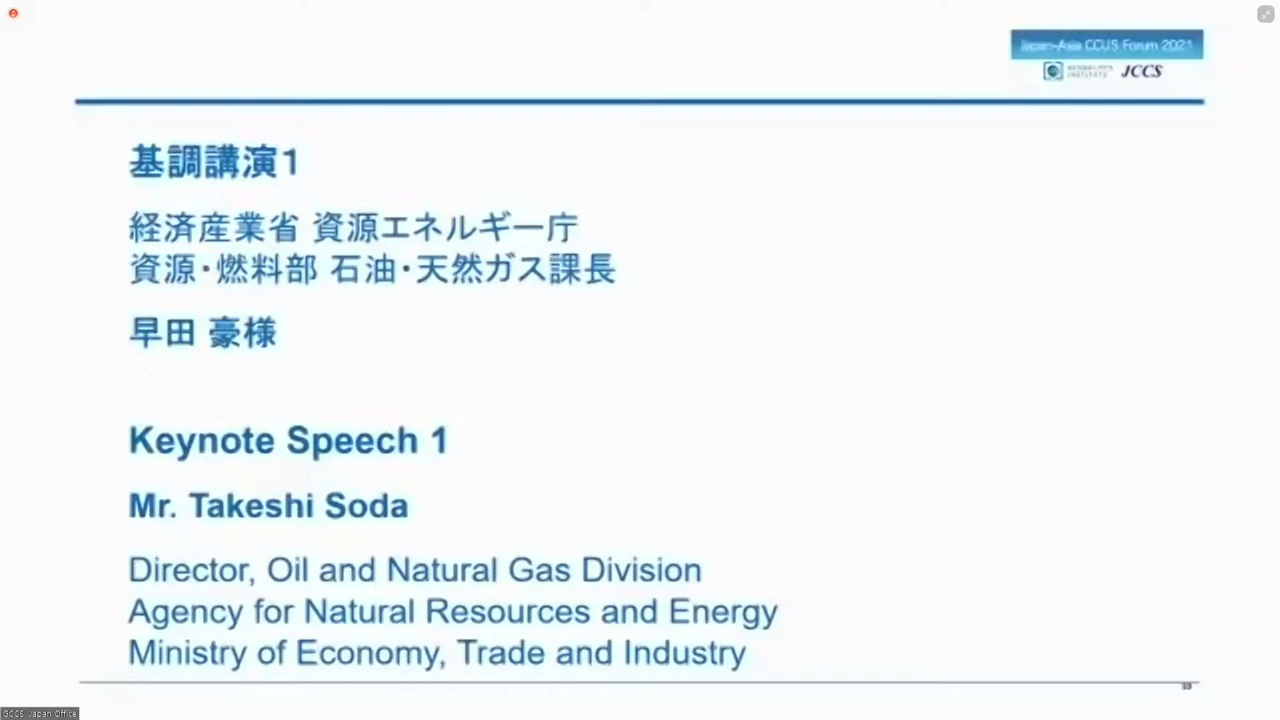 Japan-Asia CCUS Forum 2021
INSTITUTE
JCCS
基調講演1
経済産業省 資源エネルギー庁
資源・燃料部 石油・天然ガス課長
早田 豪様
Keynote Speech 1
Mr. Takeshi Soda
Director, Oil and Natural Gas Division
Agency for Natural Resources and Energy
Ministry of Economy, Trade and Industry
GCCS Japan Office